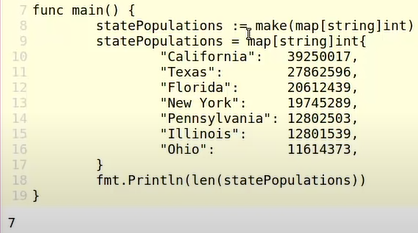 7 func main() {
8 statePopulations := make(map[string]int)
9 statePopulations = map[string]int{
10 "California": 39250017,
11 "Texas": 27862596,
12 "Florida": 20612439,
13 "New York": 19745289,
14 "Pennsylvania": 12802503,
15 "Illinois": 12801539,
16 "Ohio": 11614373,
17 }
18 fmt.Println(len(statePopulations))
19 }
7